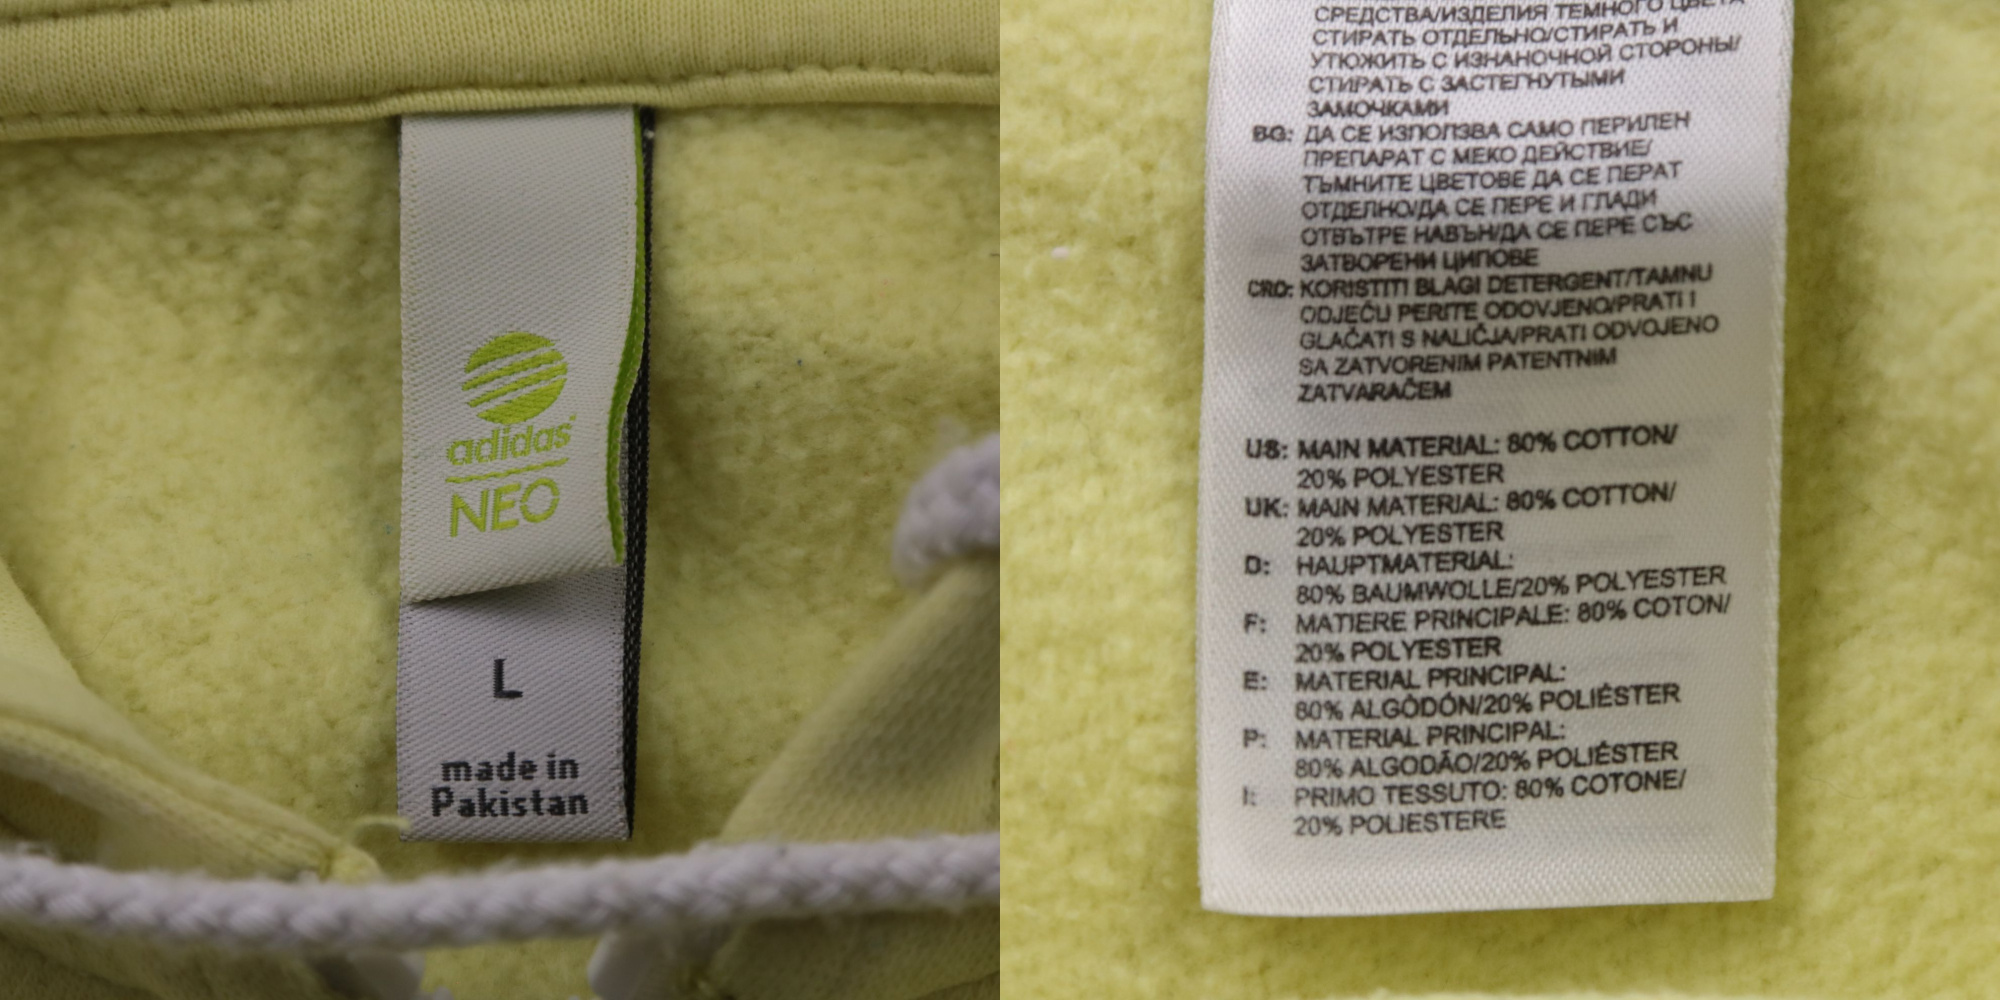 adidas
NEO
L
made in
Pakistan
СРЕДСТВА/ИЗДЕЛИЯ ТЕМНОГО ЦВЕТА
СТИРАТЬ ОТДЕЛЬНО/СТИРАТЬ И
УТЮЖИТЬ С ИЗНАНОЧНОЙ СТОРОНЫ/
СТИРАТЬ С ЗАСТЕГНУТЫМИ
ЗАМОЧКАМИ
BG: ДА СЕ ИЗПОЛЗВА САМО ПЕРИЛЕН
ПРЕПАРАТ С МЕКО ДЕЙСТВИЕ/
ТЪМНИТЕ ЦВЕТОВЕ ДА СЕ ПЕРАТ
ОТДЕЛНО/ДА СЕ ПЕРЕ И ГЛАДИ
ОТВЪТРЕ НАВЪН/ДА СЕ ПЕРЕ СЪС
ЗАТВОРЕНИ ЦИПОВЕ
CRO: KORISTITI BLAGI DETERGENT/TAMNU
ODJEĆU PERITE ODOVJENO/PRATI I
GLAČATI S NALIČJA/PRATI ODVOJENO
SA ZATVORENIM PATENTNIM
ZATVARAČEM
US: MAIN MATERIAL: 80% COTTON/
20% POLYESTER
UK: MAIN MATERIAL: 80% COTTON/
20% POLYESTER
D: HAUPTMATERIAL:
80% BAUMWOLLE/20% POLYESTER
F: MATIERE PRINCIPALE: 80% COTON/
20% POLYESTER
E: MATERIAL PRINCIPAL:
80% ALGODÓN/20% POLIÉSTER
P: MATERIAL PRINCIPAL:
80% ALGODÃO/20% POLIÉSTER
I: PRIMO TESSUTO: 80% COTONE/
20% POLIESTERE